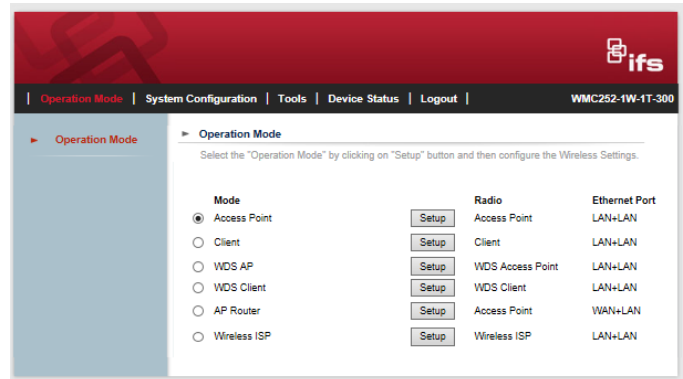 ifs
| Operation Mode | System Configuration | Tools | Device Status | Logout | WMC252-1W-1T-300
► Operation Mode
► Operation Mode
Select the "Operation Mode" by clicking on "Setup" button and then configure the Wireless Settings.
Mode Radio Ethernet Port
Access Point Setup Access Point LAN+LAN
Client Setup Client LAN+LAN
WDS AP Setup WDS Access Point LAN+LAN
WDS Client Setup WDS Client LAN+LAN
AP Router Setup Access Point WAN+LAN
Wireless ISP Setup Wireless ISP LAN+LAN